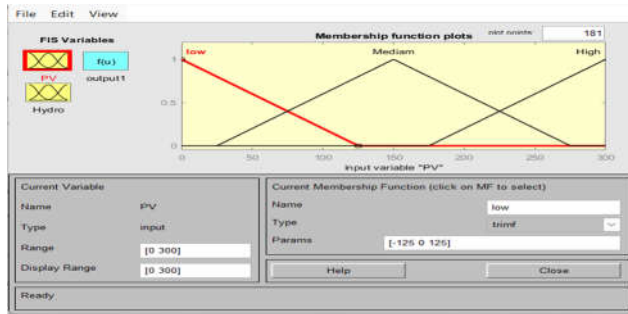 File Edit View
FIS Variables
PV
f(u)
output1
Hydro
Membership function plots
plot points:
181
low
Mediam
High
1
0.5
0
0 50 100 150 200 250 300
input variable "PV"
Current Variable
Name PV
Type input
Range [0 300]
Display Range [0 300]
Current Membership Function (click on MF to select)
Name low
Type trimf
Params [-125 0 125]
Help Close
Ready